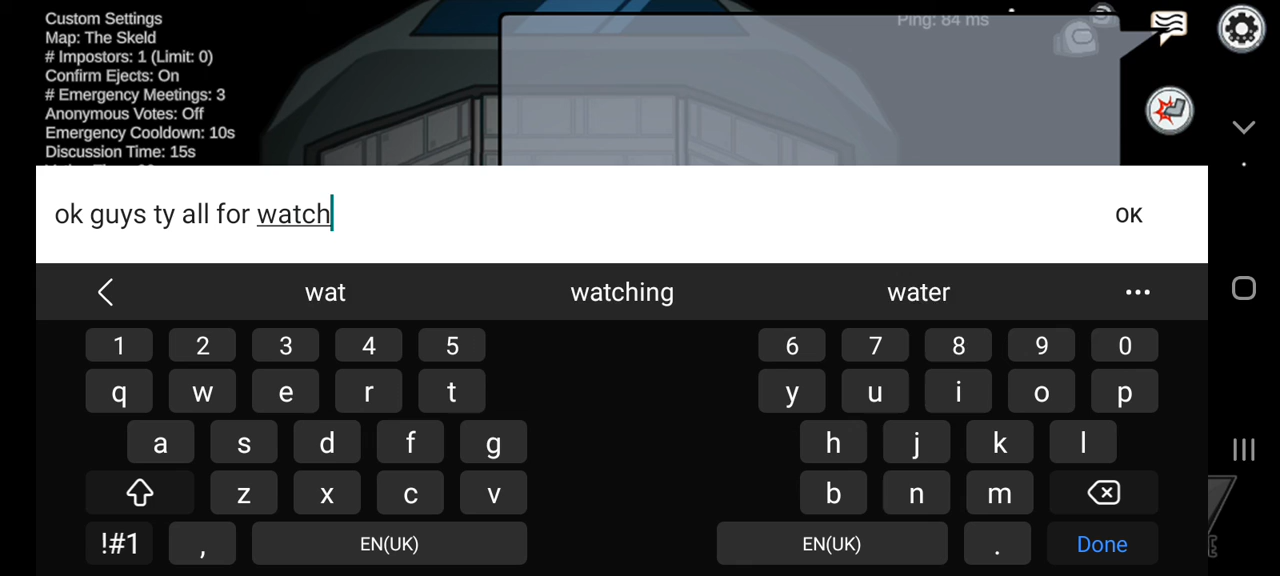 Custom Settings
Map: The Skeld
# Impostors: 1 (Limit: 0)
Confirm Ejects: On
# Emergency Meetings: 3
Anonymous Votes: Off
Emergency Cooldown: 10s
Discussion Time: 15s
Ping: 84 ms
ok guys ty all for watch
OK
wat watching water
1 2 3 4 5 6 7 8 9 0
q w e r t y u i o p
a s d f g h j k l
z x c v b n m
!#1 , EN(UK) EN(UK) . Done